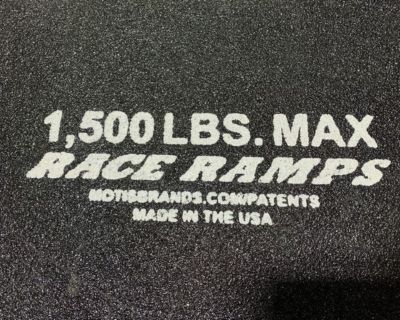 1,500 LBS. MAX
RACE RAMPS
MOTISBRANDS.COM/PATENTS
MADE IN THE USA